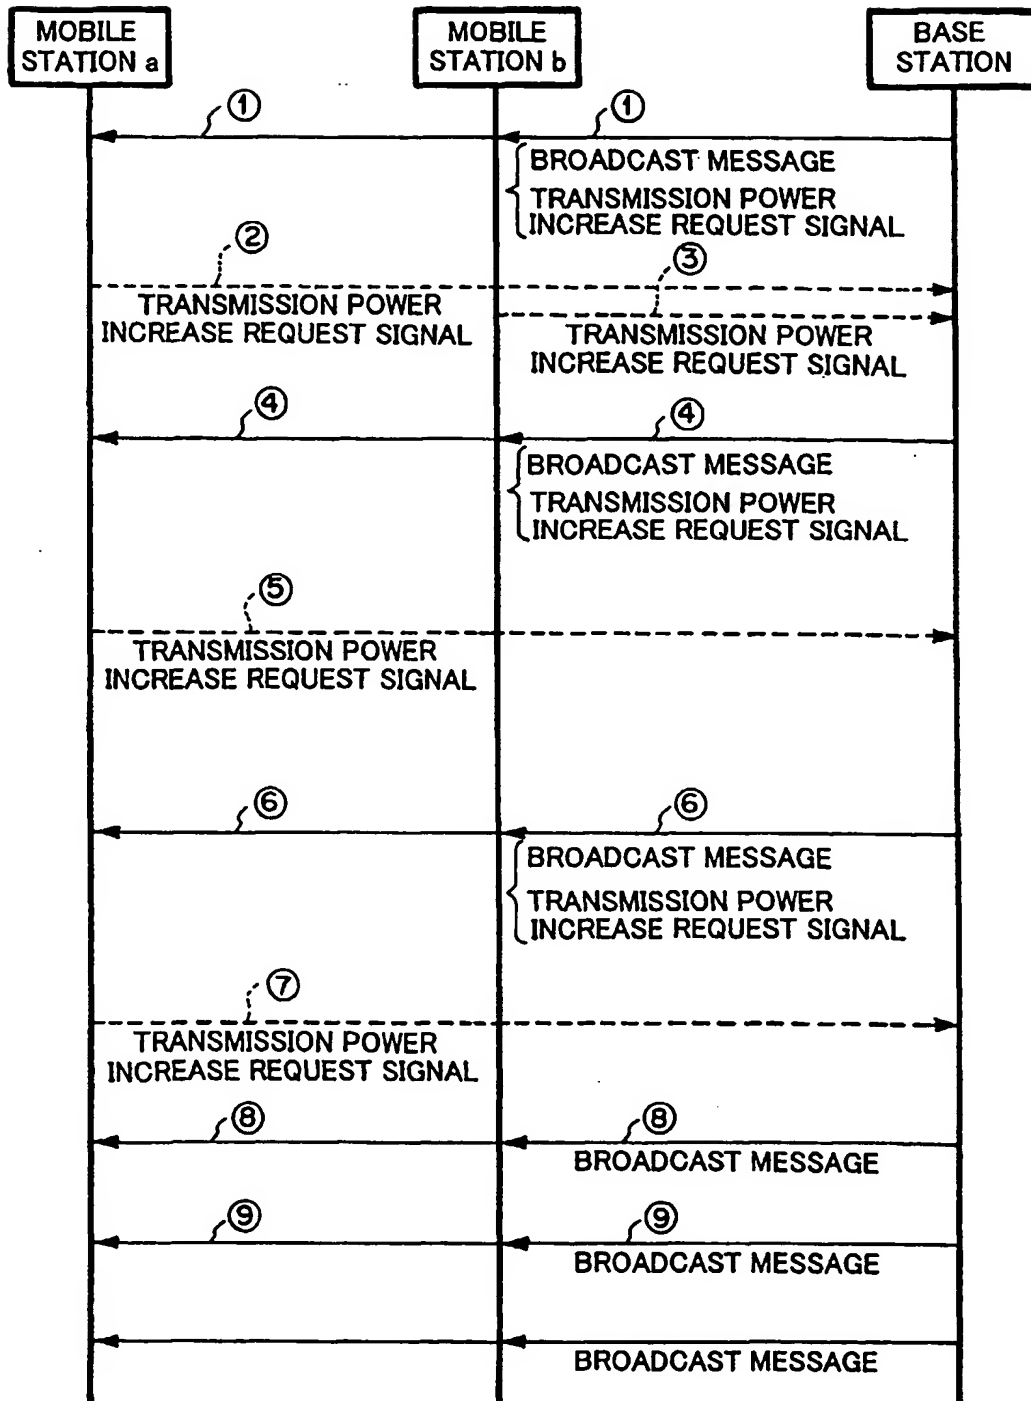 MOBILE
STATION a
MOBILE
STATION b
BASE
STATION
①
①
BROADCAST MESSAGE
TRANSMISSION POWER
INCREASE REQUEST SIGNAL
②
③
TRANSMISSION POWER
INCREASE REQUEST SIGNAL
TRANSMISSION POWER
INCREASE REQUEST SIGNAL
④
④
BROADCAST MESSAGE
TRANSMISSION POWER
INCREASE REQUEST SIGNAL
⑤
TRANSMISSION POWER
INCREASE REQUEST SIGNAL
⑥
⑥
BROADCAST MESSAGE
TRANSMISSION POWER
INCREASE REQUEST SIGNAL
⑦
TRANSMISSION POWER
INCREASE REQUEST SIGNAL
⑧
⑧
BROADCAST MESSAGE
⑨
⑨
BROADCAST MESSAGE
BROADCAST MESSAGE